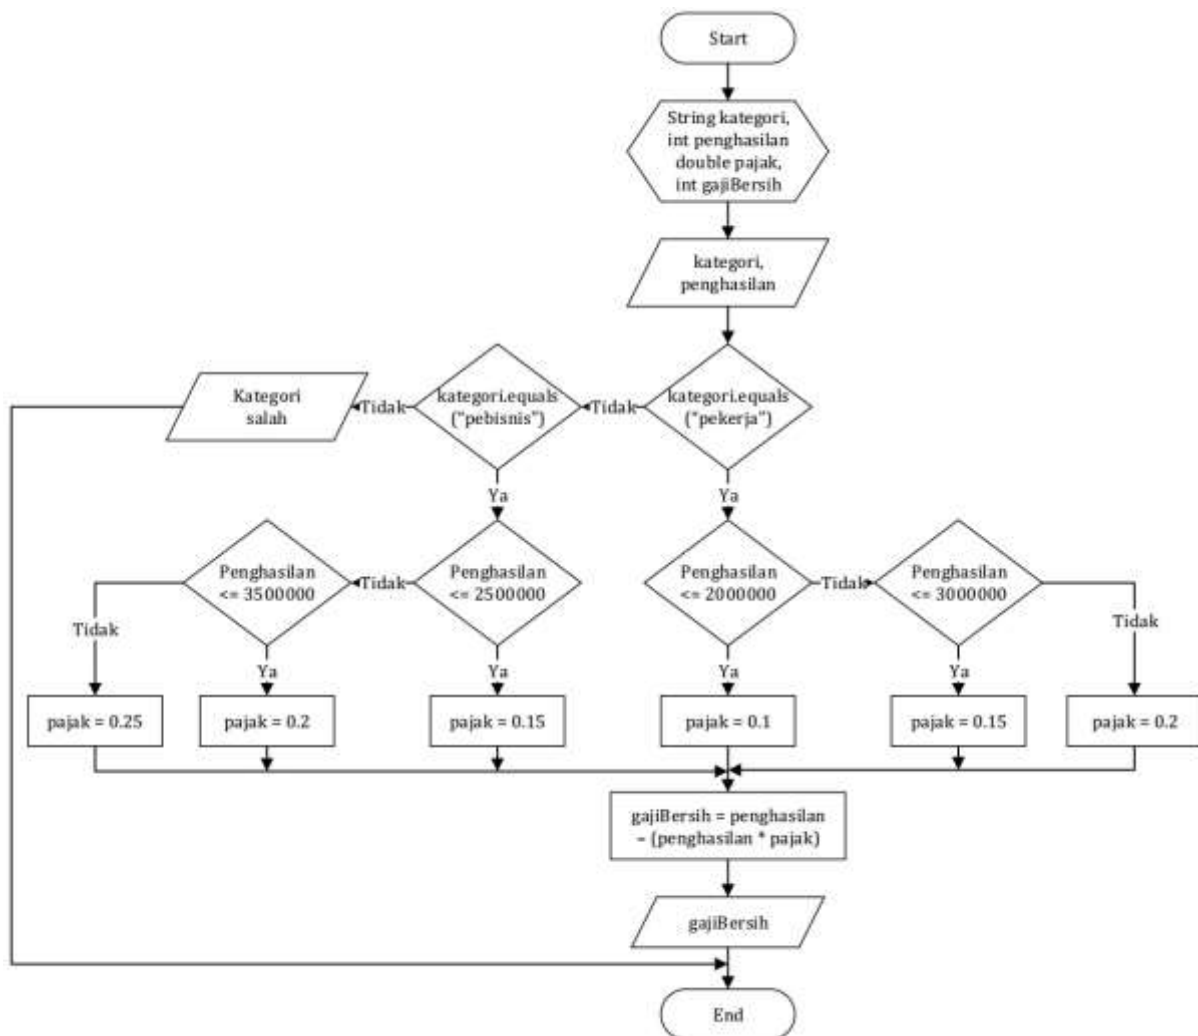 Start
String kategori,
int penghasilan
double pajak,
int gajiBersih
kategori,
penghasilan
Kategori
salah
Tidak
kategori.equals
("pebisnis")
Tidak
kategori.equals
("pekerja")
Ya
Ya
Penghasilan
<= 3500000
Tidak
Penghasilan
<= 2500000
Penghasilan
<= 2000000
Tidak
Penghasilan
<= 3000000
Tidak
Tidak
Ya
Ya
Ya
Ya
pajak = 0.25
pajak = 0.2
pajak = 0.15
pajak = 0.1
pajak = 0.15
pajak = 0.2
gajiBersih = penghasilan
– (penghasilan * pajak)
gajiBersih
End